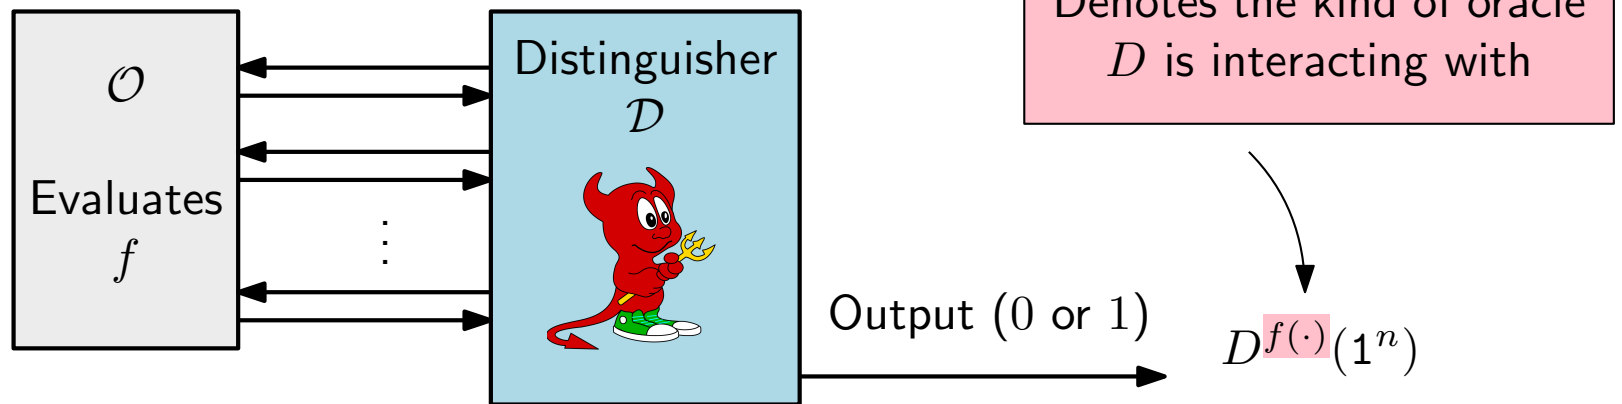 𝒪
Evaluates
f
⋮
Distinguisher
𝒟
Denotes the kind of oracle
D is interacting with
Output (0 or 1)
D^{f(·)}(1^n)